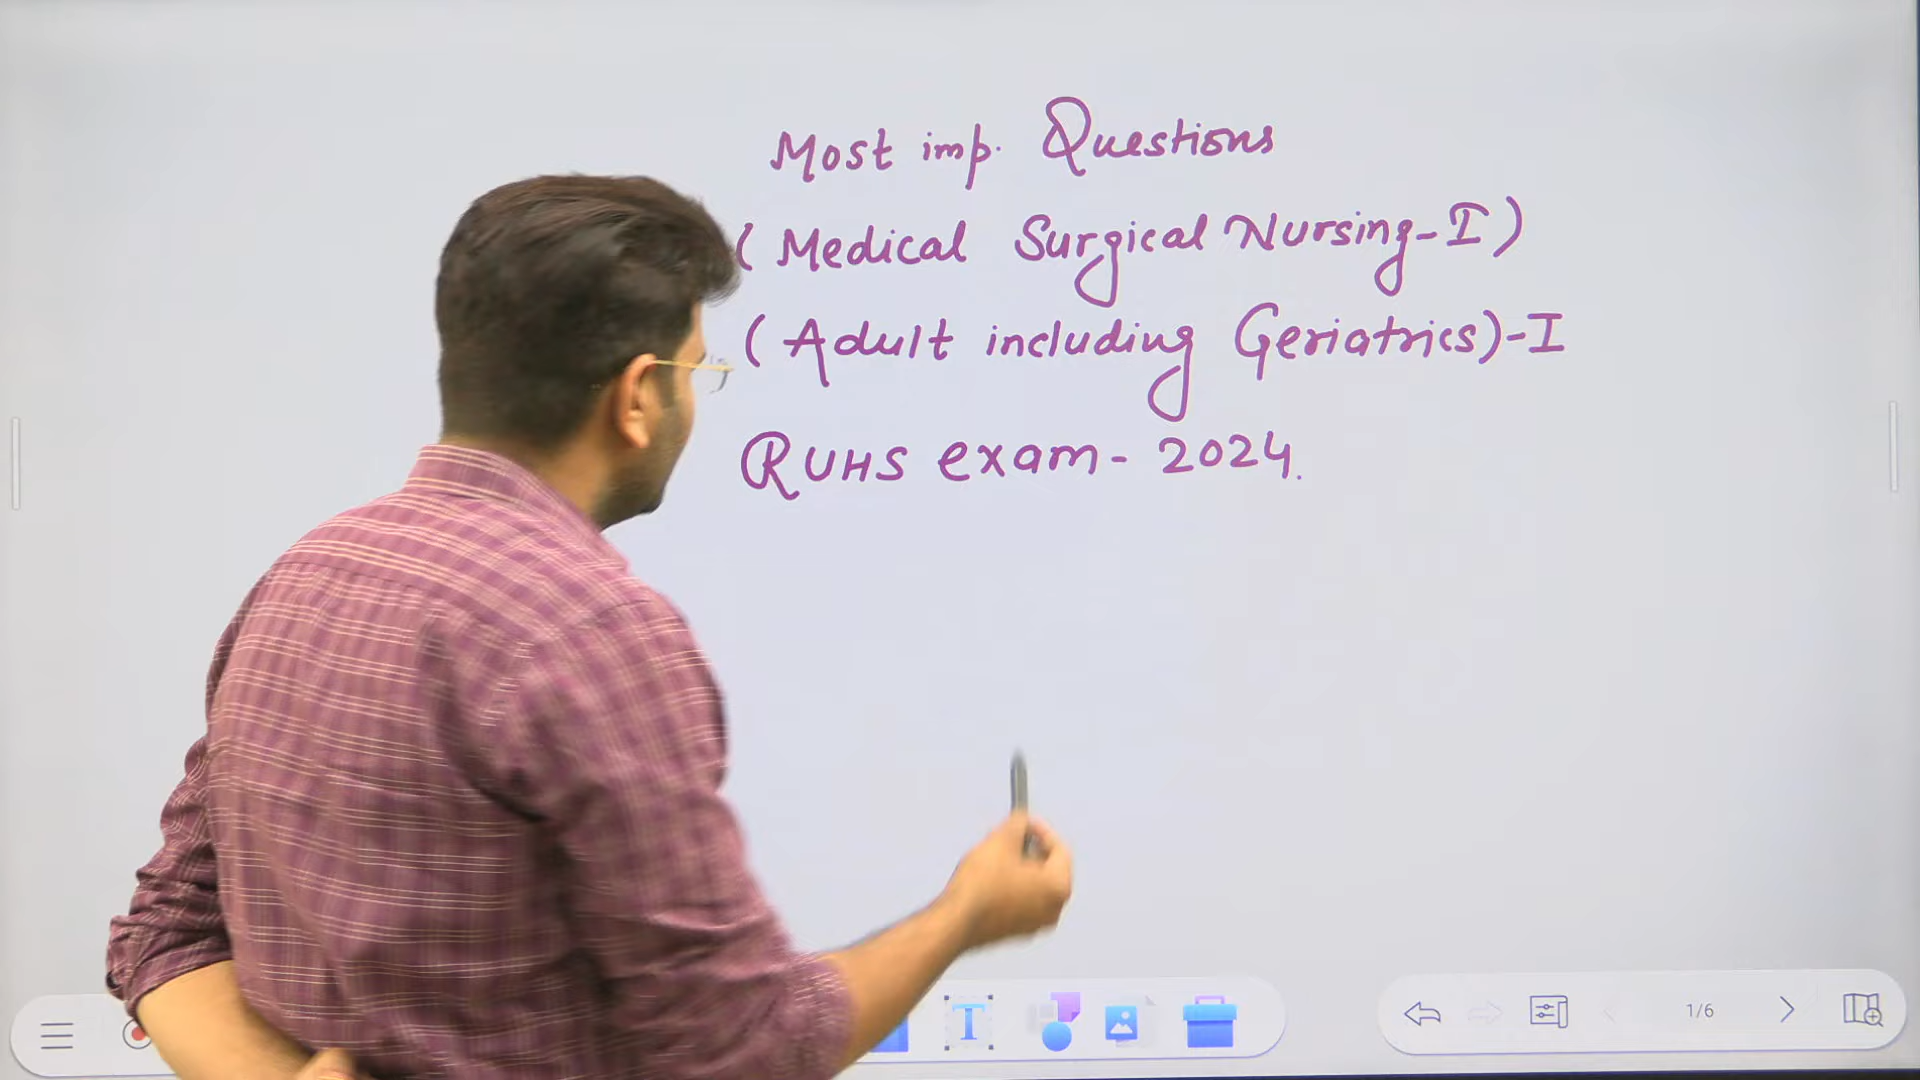 Most imp. Questions
(Medical Surgical Nursing-I)
(Adult including Geriatrics)-I
RUHS exam-2024.
T
1/6